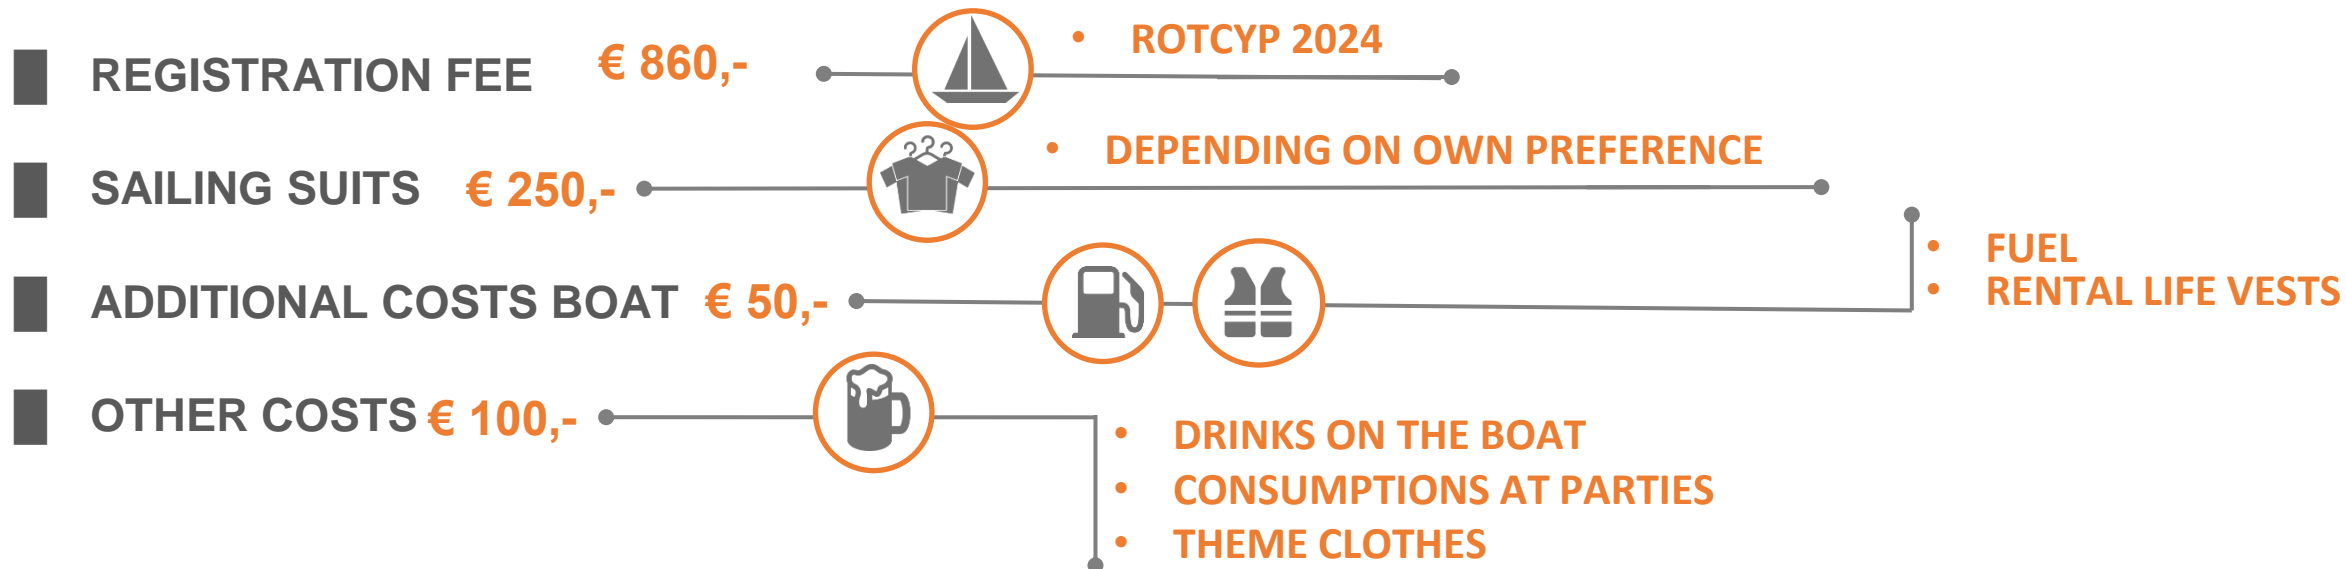 REGISTRATION FEE € 860,-
• ROTCYP 2024
SAILING SUITS € 250,-
• DEPENDING ON OWN PREFERENCE
ADDITIONAL COSTS BOAT € 50,-
• FUEL
• RENTAL LIFE VESTS
OTHER COSTS € 100,-
• DRINKS ON THE BOAT
• CONSUMPTIONS AT PARTIES
• THEME CLOTHES